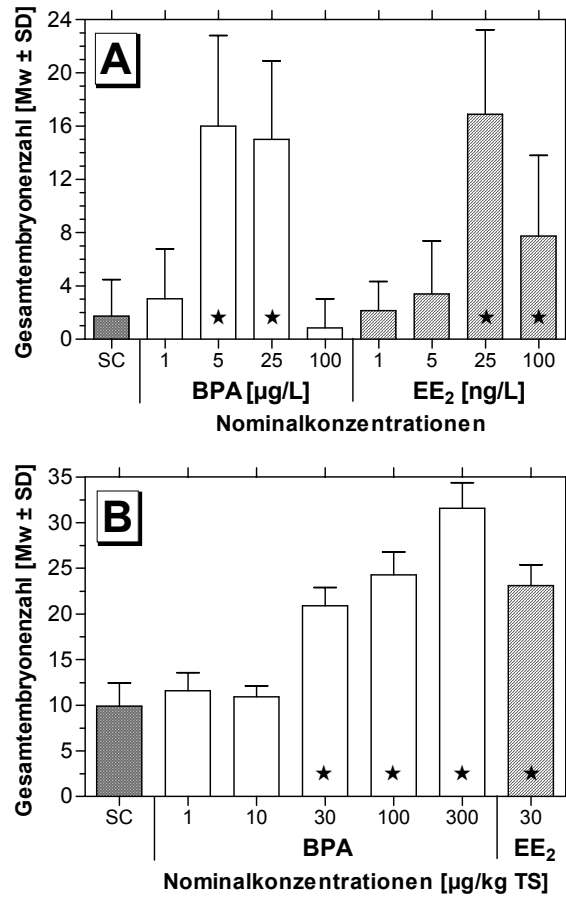 A
Gesamtembryonenzahl [Mw ± SD]
24
20
16
12
8
4
0
★ ★ ★ ★
SC 1 5 25 100 1 5 25 100
BPA [µg/L] EE₂ [ng/L]
Nominalkonzentrationen
B
Gesamtembryonenzahl [Mw ± SD]
35
30
25
20
15
10
5
0
★ ★ ★ ★
SC 1 10 30 100 300 30
BPA EE₂
Nominalkonzentrationen [µg/kg TS]